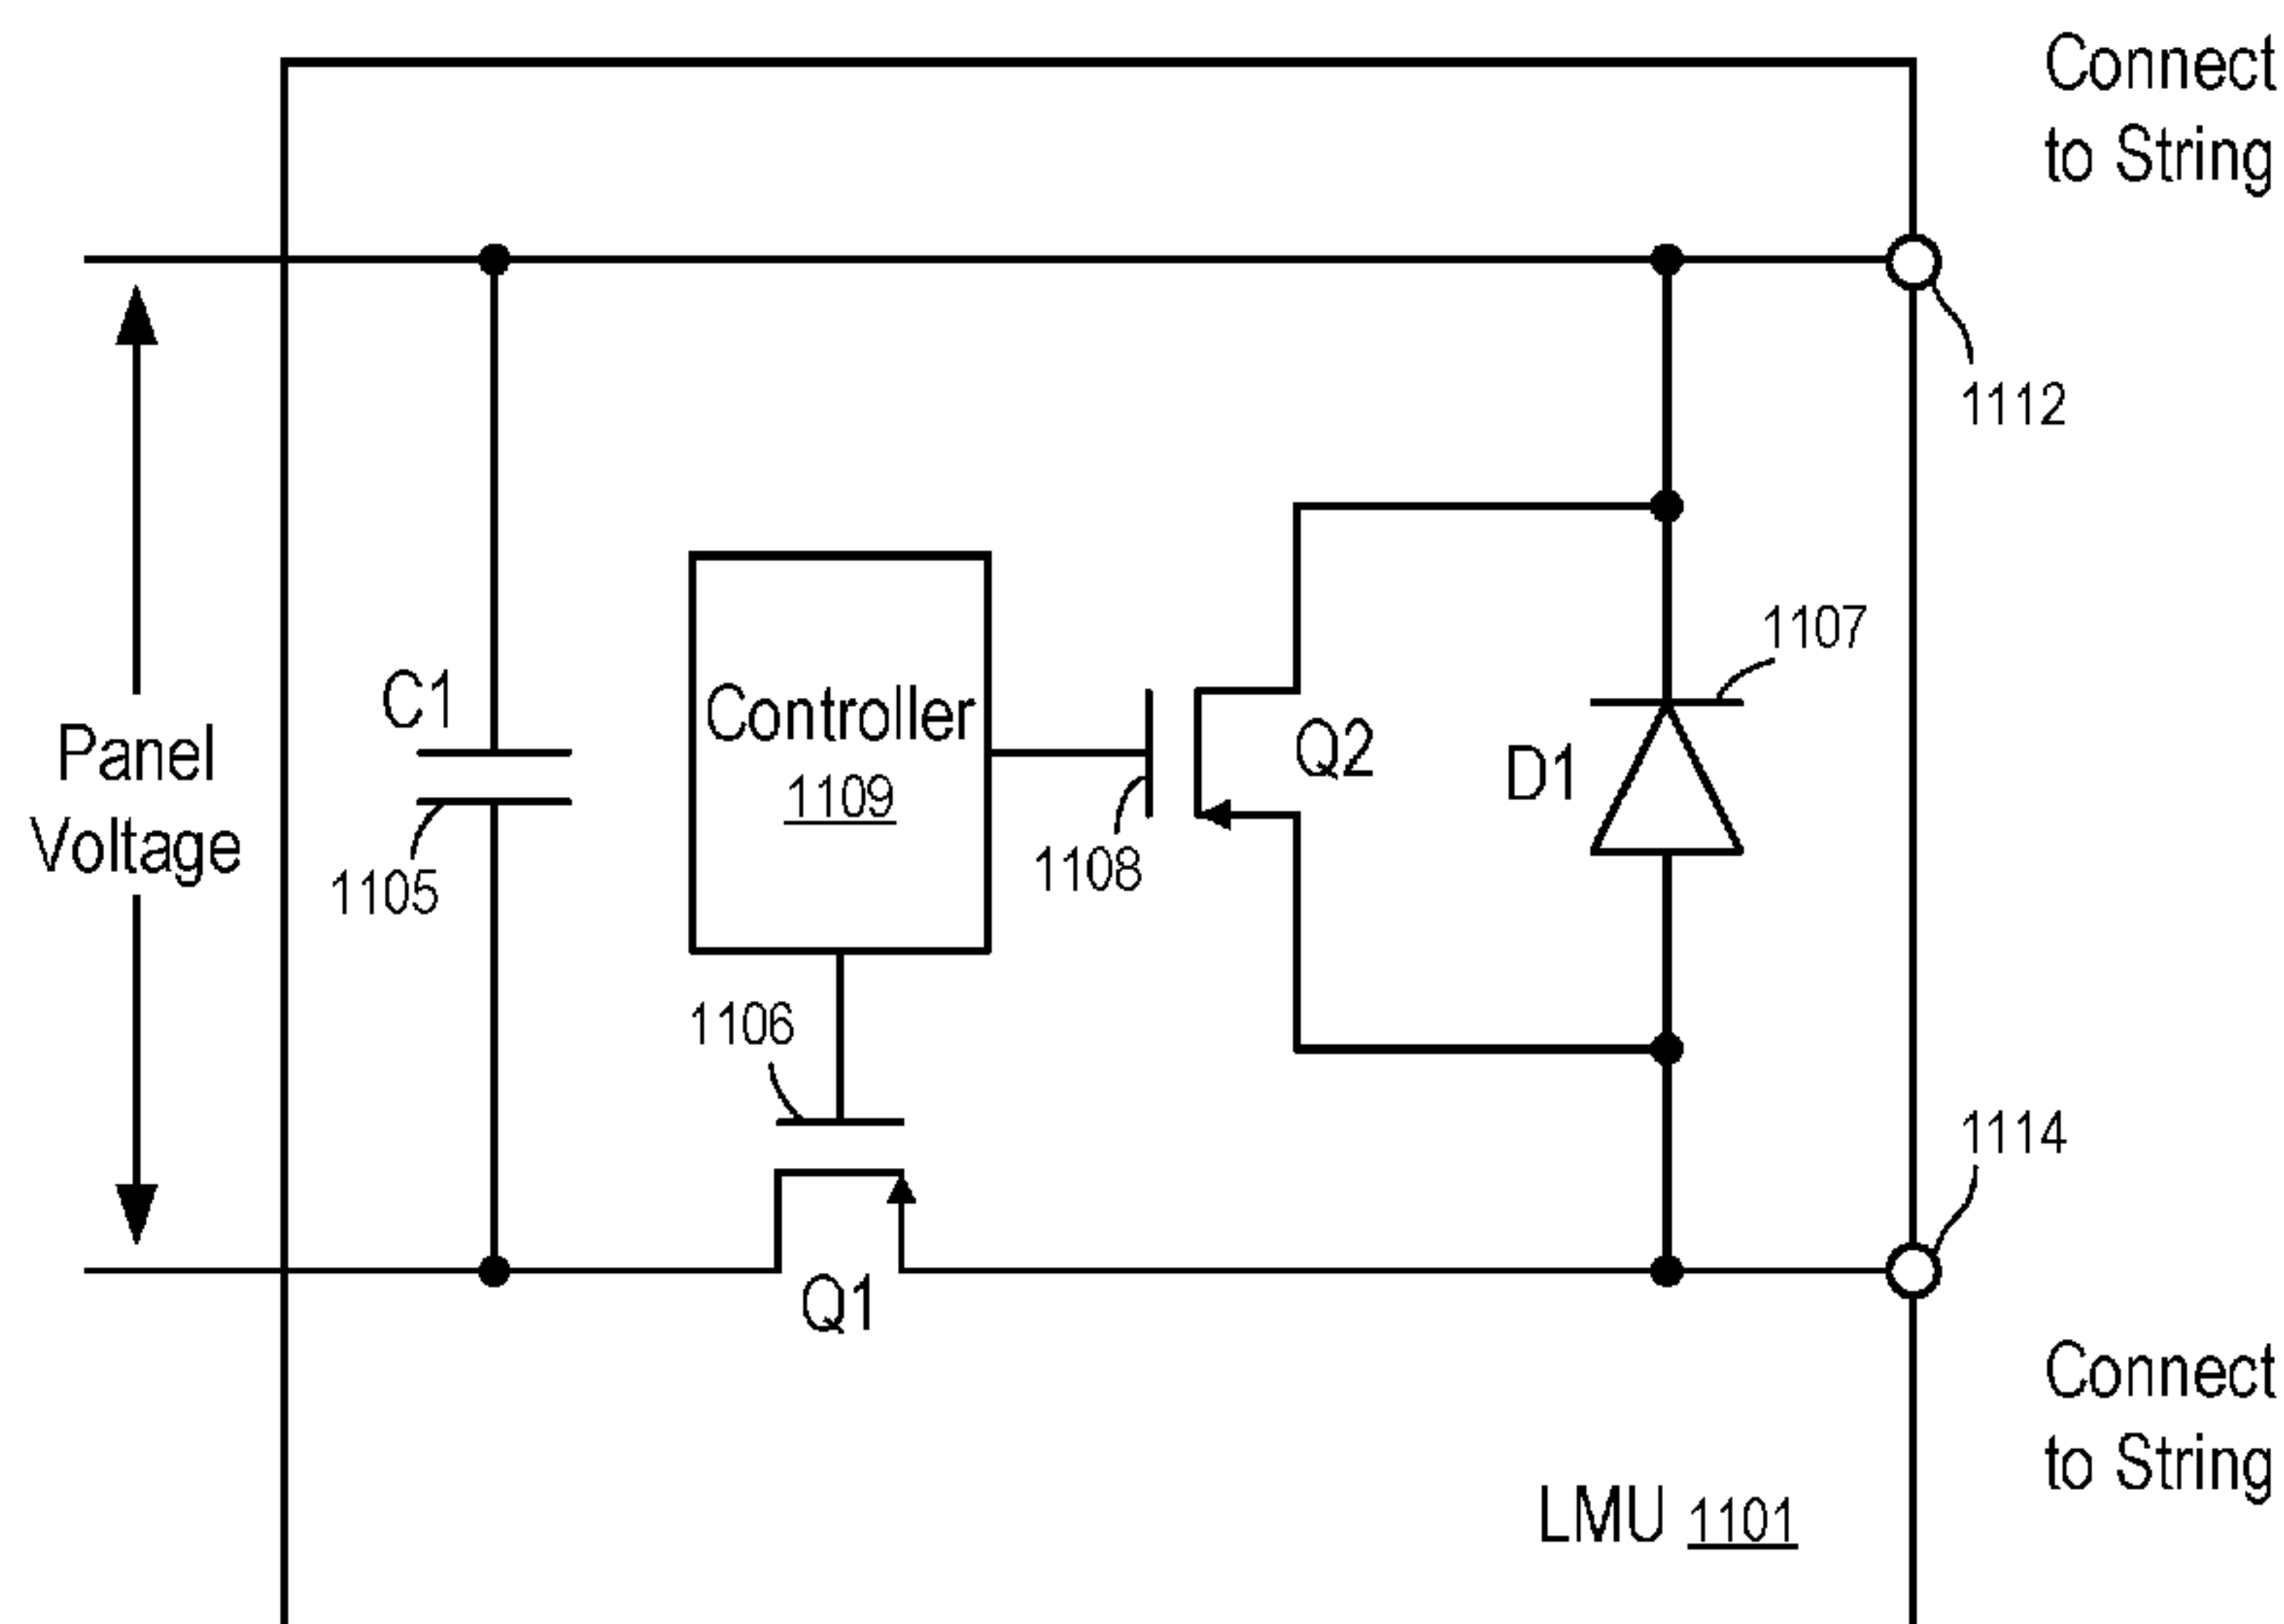 Connect
to String
1112
1107
C1
Controller
1109
Q2
D1
Panel
Voltage
1108
1105
1106
1114
Q1
Connect
to String
LMU 1101